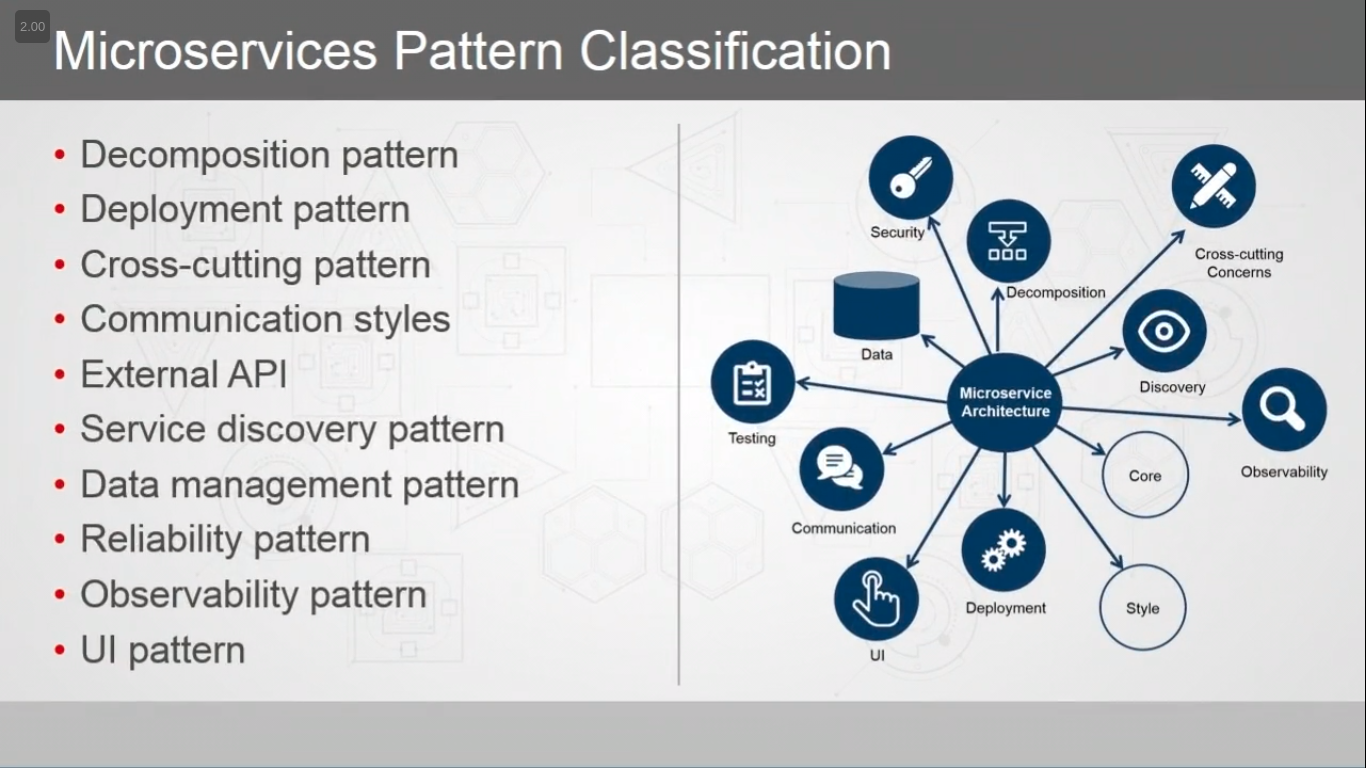 2.00
Microservices Pattern Classification
Decomposition pattern
Deployment pattern
Cross-cutting pattern
Communication styles
External API
Service discovery pattern
Data management pattern
Reliability pattern
Observability pattern
UI pattern
Security
Cross-cutting
Concerns
Decomposition
Data
Discovery
Microservice
Architecture
Testing
Observability
Core
Communication
Deployment
Style
UI